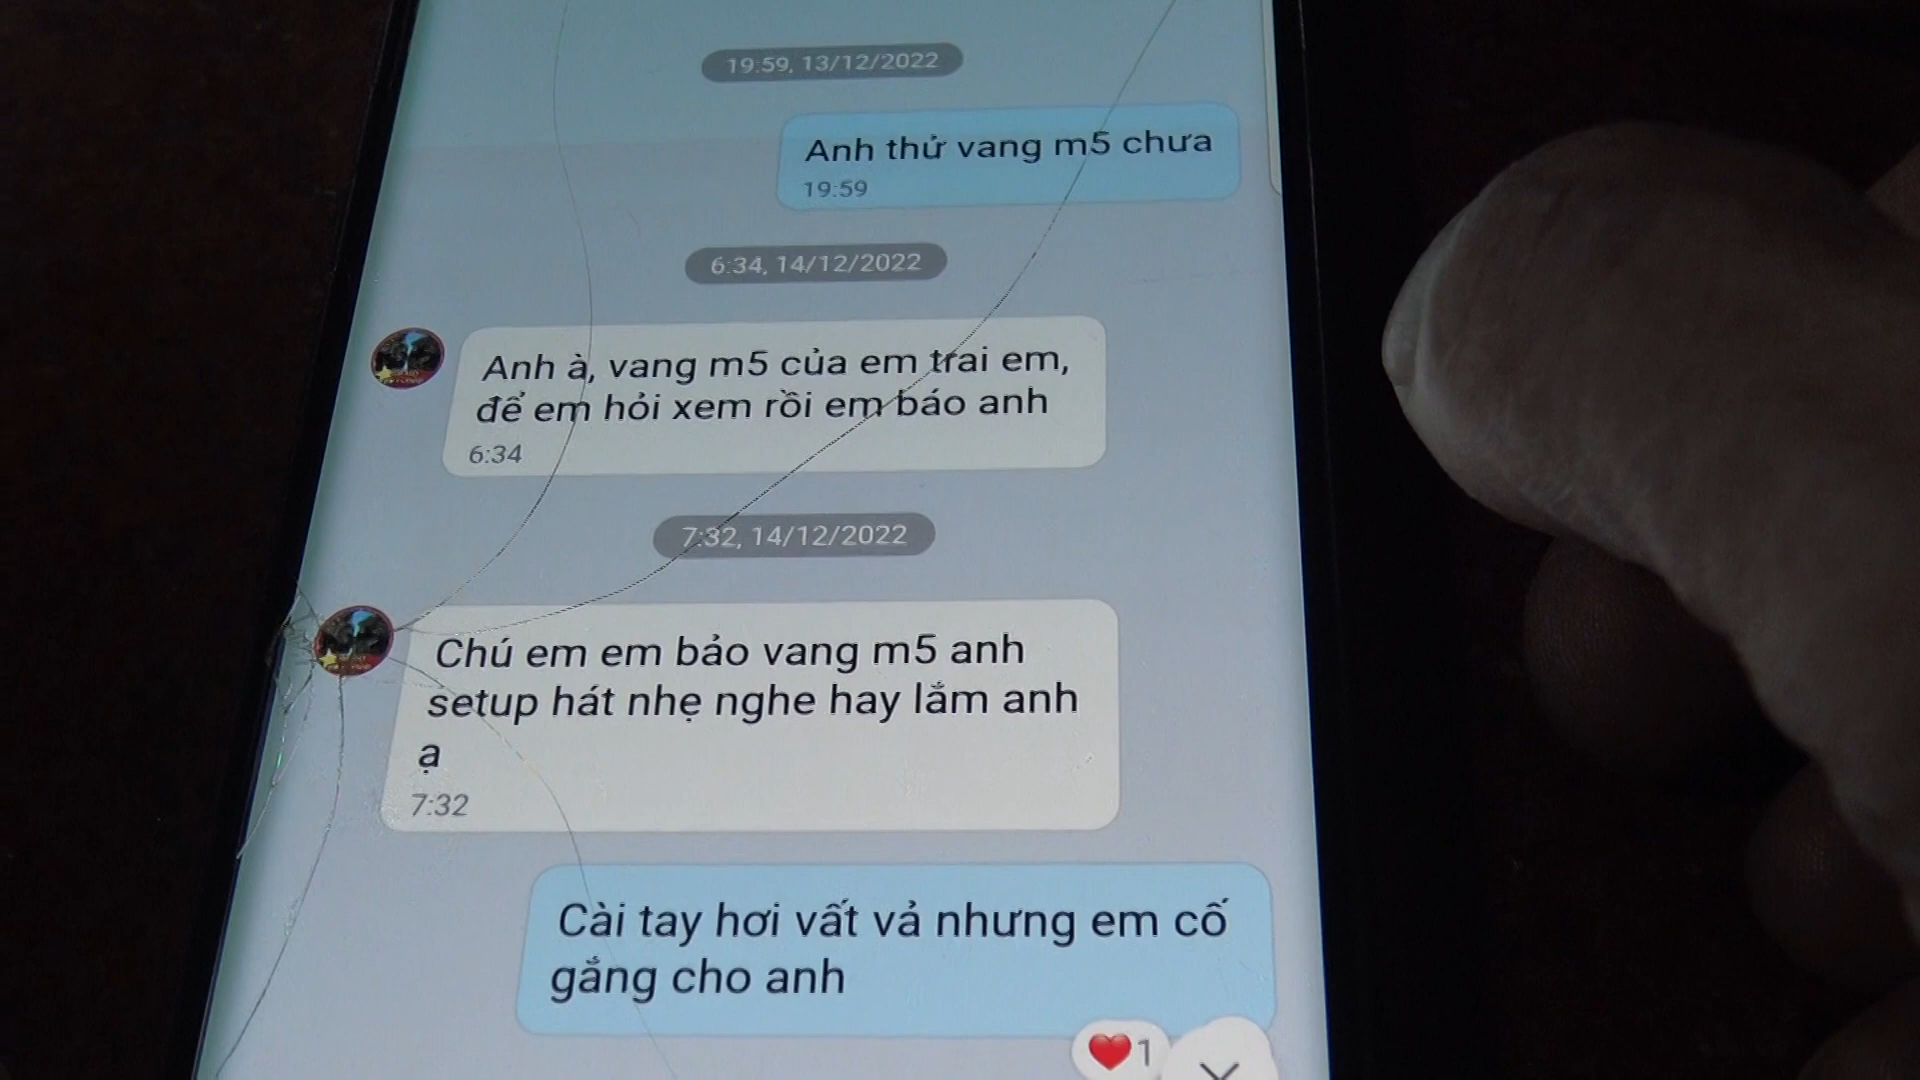 19:59, 13/12/2022
Anh thử vang m5 chưa
19:59
6:34, 14/12/2022
Anh à, vang m5 của em trai em,
để em hỏi xem rồi em báo anh
6:34
7:32, 14/12/2022
Chú em em bảo vang m5 anh
setup hát nhẹ nghe hay lắm anh
ạ
7:32
Cài tay hơi vất vả nhưng em cố
gắng cho anh
1